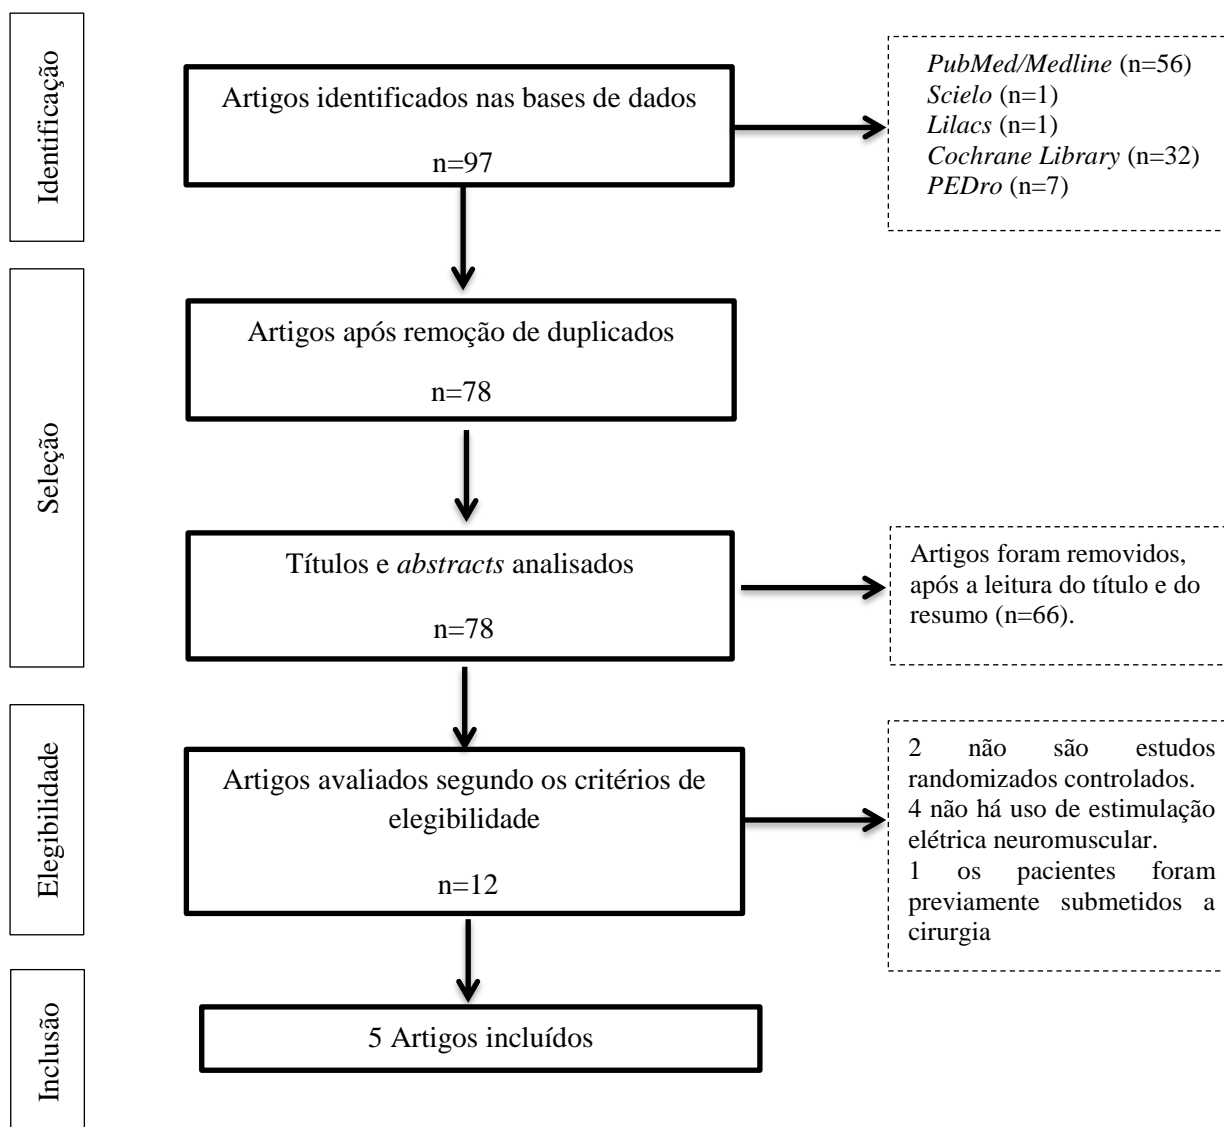 Identificação
Artigos identificados nas bases de dados
n=97
PubMed/Medline (n=56)
Scielo (n=1)
Lilacs (n=1)
Cochrane Library (n=32)
PEDro (n=7)
Seleção
Artigos após remoção de duplicados
n=78
Títulos e abstracts analisados
n=78
Artigos foram removidos,
após a leitura do título e do
resumo (n=66).
Elegibilidade
Artigos avaliados segundo os critérios de
elegibilidade
n=12
2 não são estudos
randomizados controlados.
4 não há uso de estimulação
elétrica neuromuscular.
1 os pacientes foram
previamente submetidos a
cirurgia
Inclusão
5 Artigos incluídos